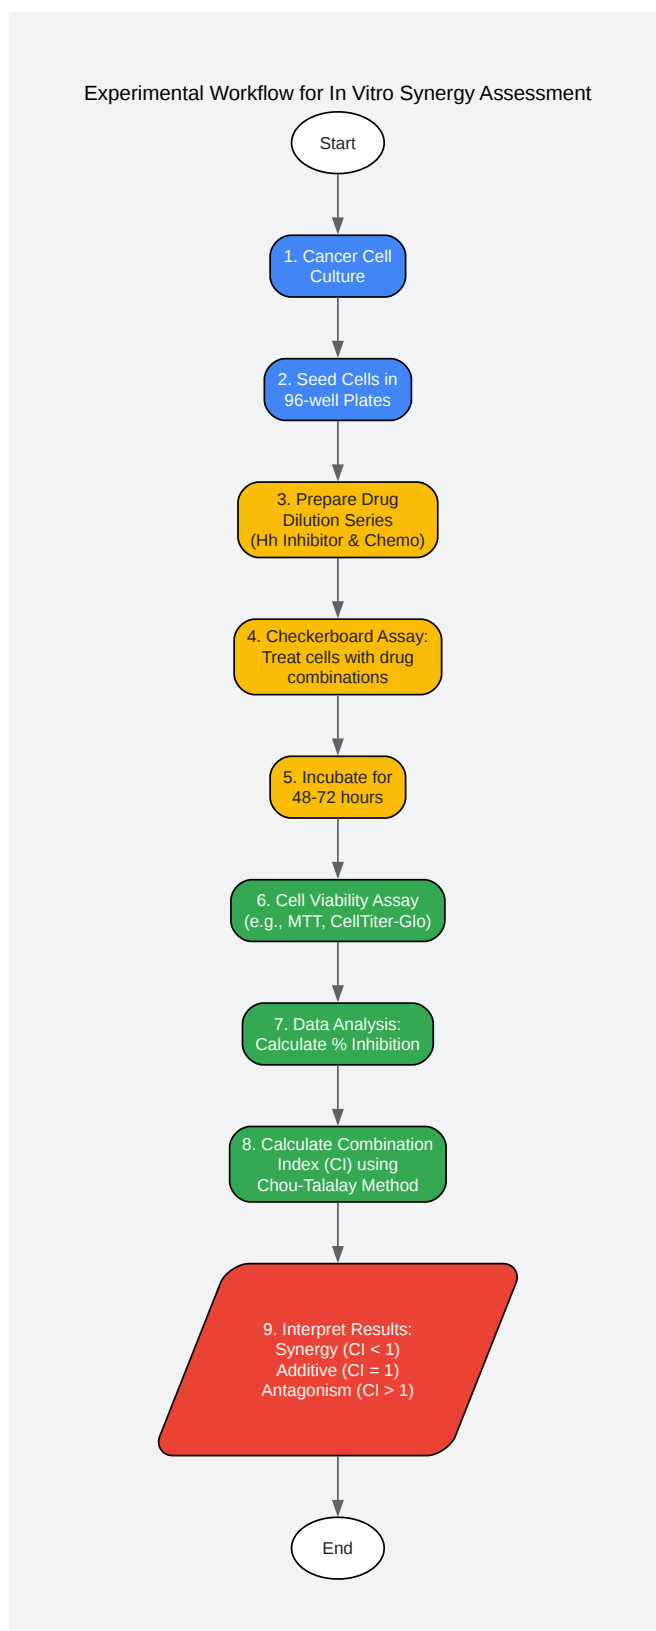 Experimental Workflow for In Vitro Synergy Assessment
Start
1. Cancer Cell
Culture
2. Seed Cells in
96-well Plates
3. Prepare Drug
Dilution Series
(Hh Inhibitor & Chemo)
4. Checkerboard Assay:
Treat cells with drug
combinations
5. Incubate for
48-72 hours
6. Cell Viability Assay
(e.g., MTT, CellTiter-Glo)
7. Data Analysis:
Calculate % Inhibition
8. Calculate Combination
Index (CI) using
Chou-Talalay Method
9. Interpret Results:
Synergy (CI < 1)
Additive (CI = 1)
Antagonism (CI > 1)
End